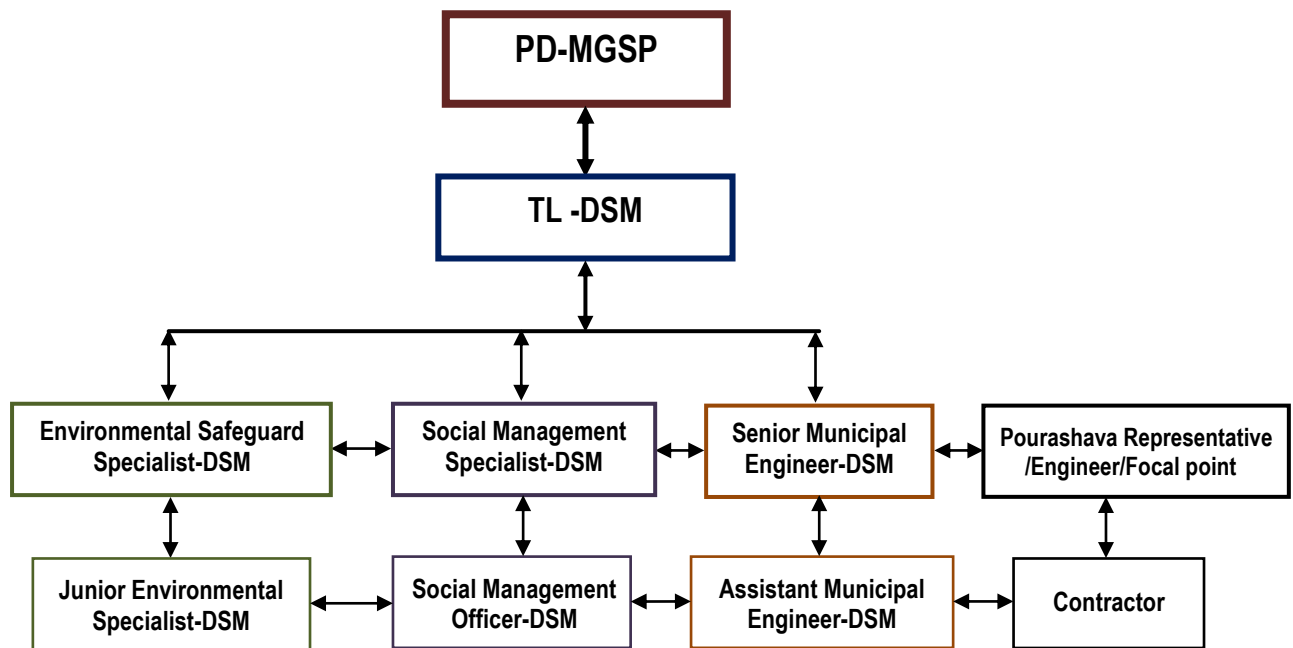 PD-MGSP
TL -DSM
Environmental Safeguard
Specialist-DSM
Social Management
Specialist-DSM
Senior Municipal
Engineer-DSM
Pourashava Representative
/Engineer/Focal point
Junior Environmental
Specialist-DSM
Social Management
Officer-DSM
Assistant Municipal
Engineer-DSM
Contractor